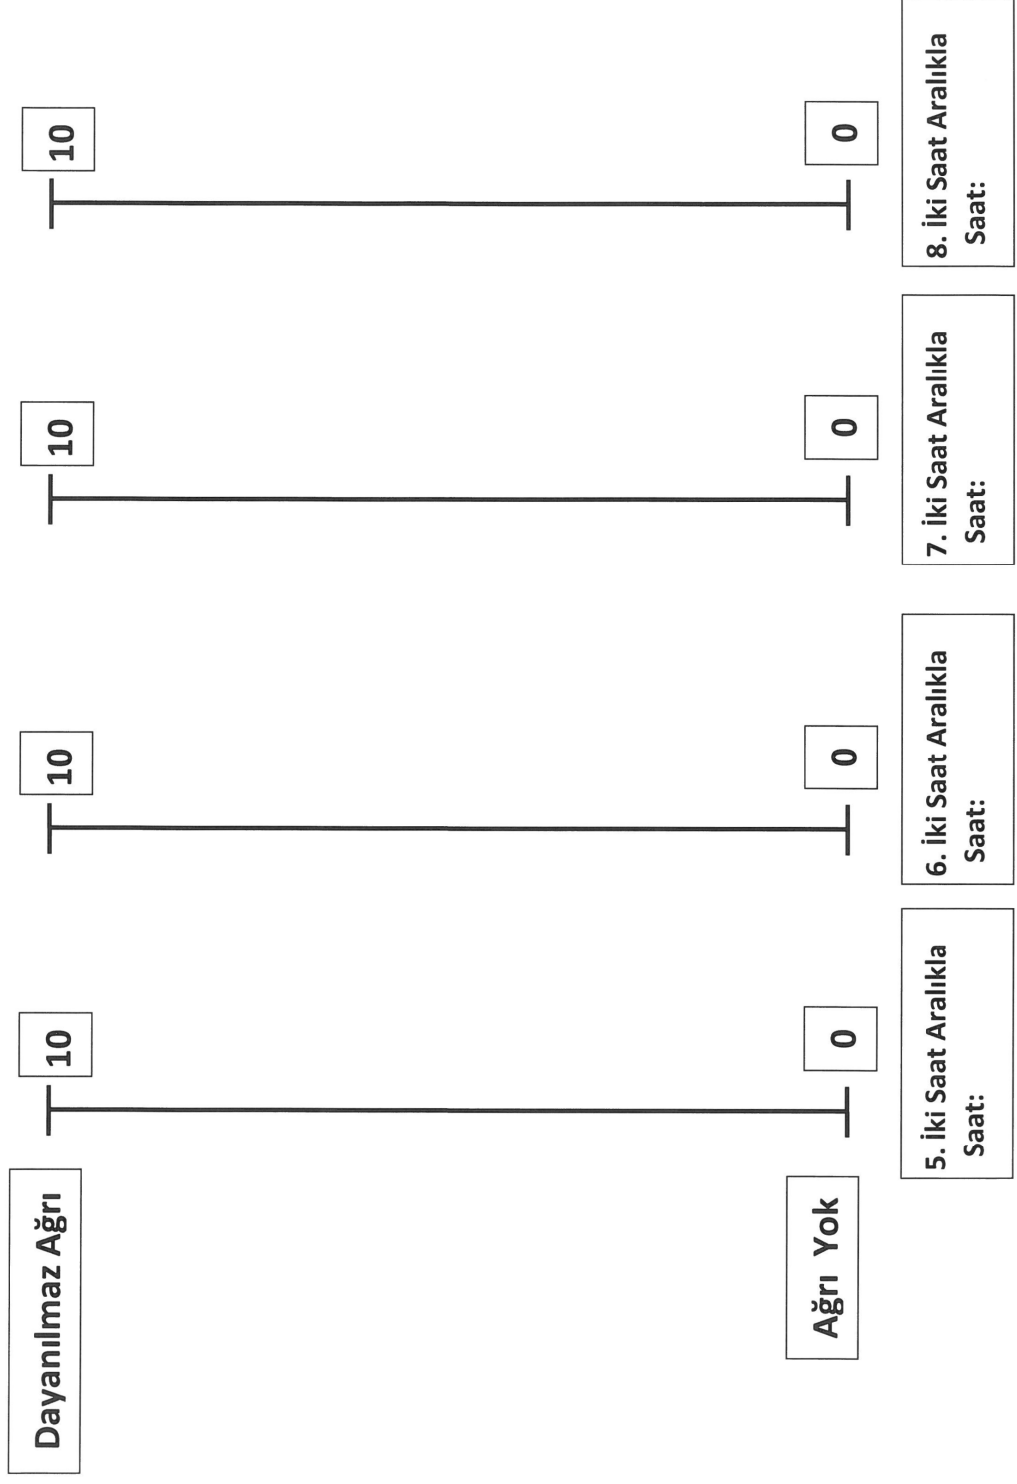 Dayanılmaz Ağrı
10
10
10
10
Ağrı Yok
0
0
0
0
5. İki Saat Aralıkla
Saat:
6. İki Saat Aralıkla
Saat:
7. İki Saat Aralıkla
Saat:
8. İki Saat Aralıkla
Saat: